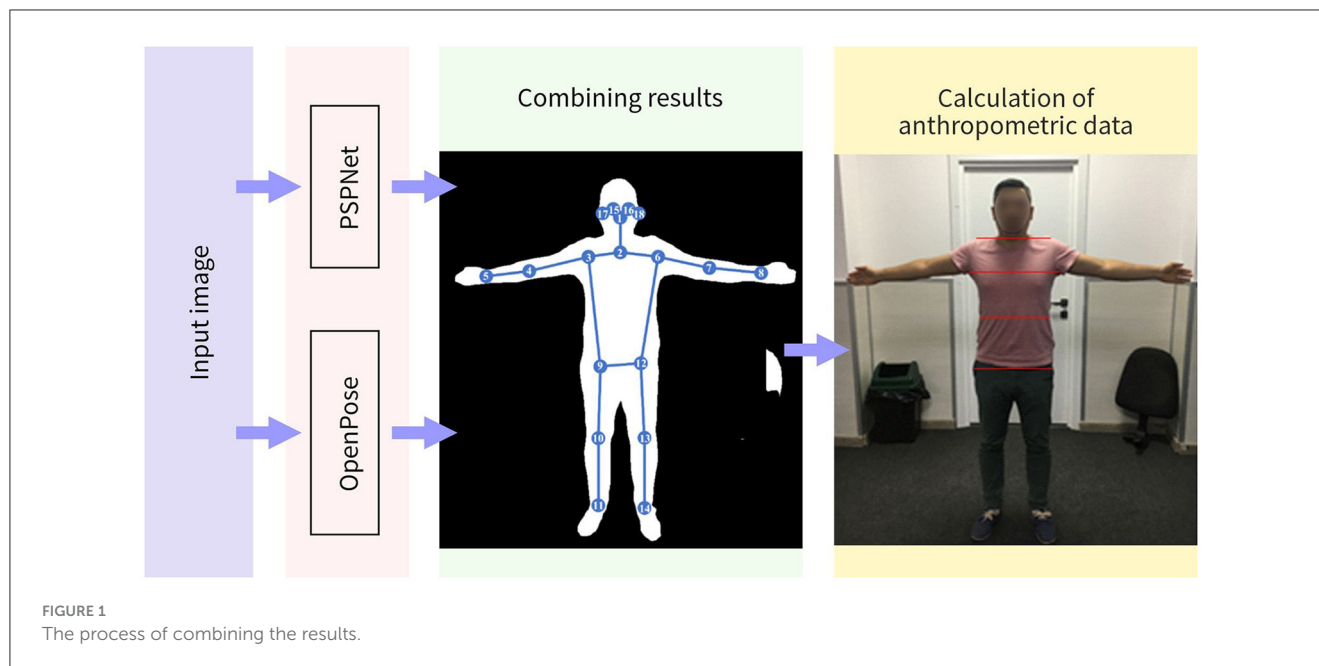 Input image
PSPNet
OpenPose
Combining results
17 15 16 18
1
2
3 6
4 7
5 8
9 12
10 13
11 14
Calculation of
anthropometric data
FIGURE 1
The process of combining the results.